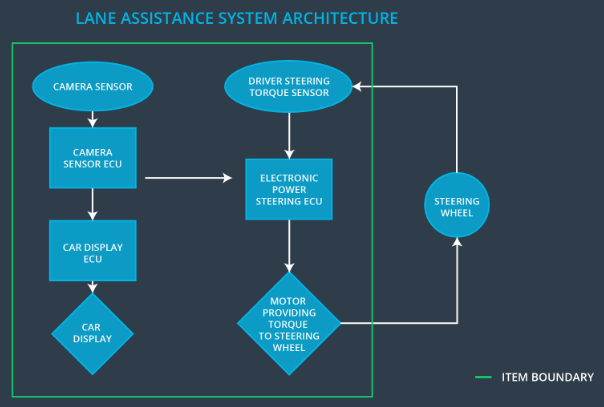 LANE ASSISTANCE SYSTEM ARCHITECTURE
CAMERA SENSOR
DRIVER STEERING
TORQUE SENSOR
CAMERA
SENSOR ECU
ELECTRONIC
POWER
STEERING ECU
STEERING
WHEEL
CAR DISPLAY
ECU
CAR
DISPLAY
MOTOR
PROVIDING
TORQUE
TO STEERING
WHEEL
ITEM BOUNDARY